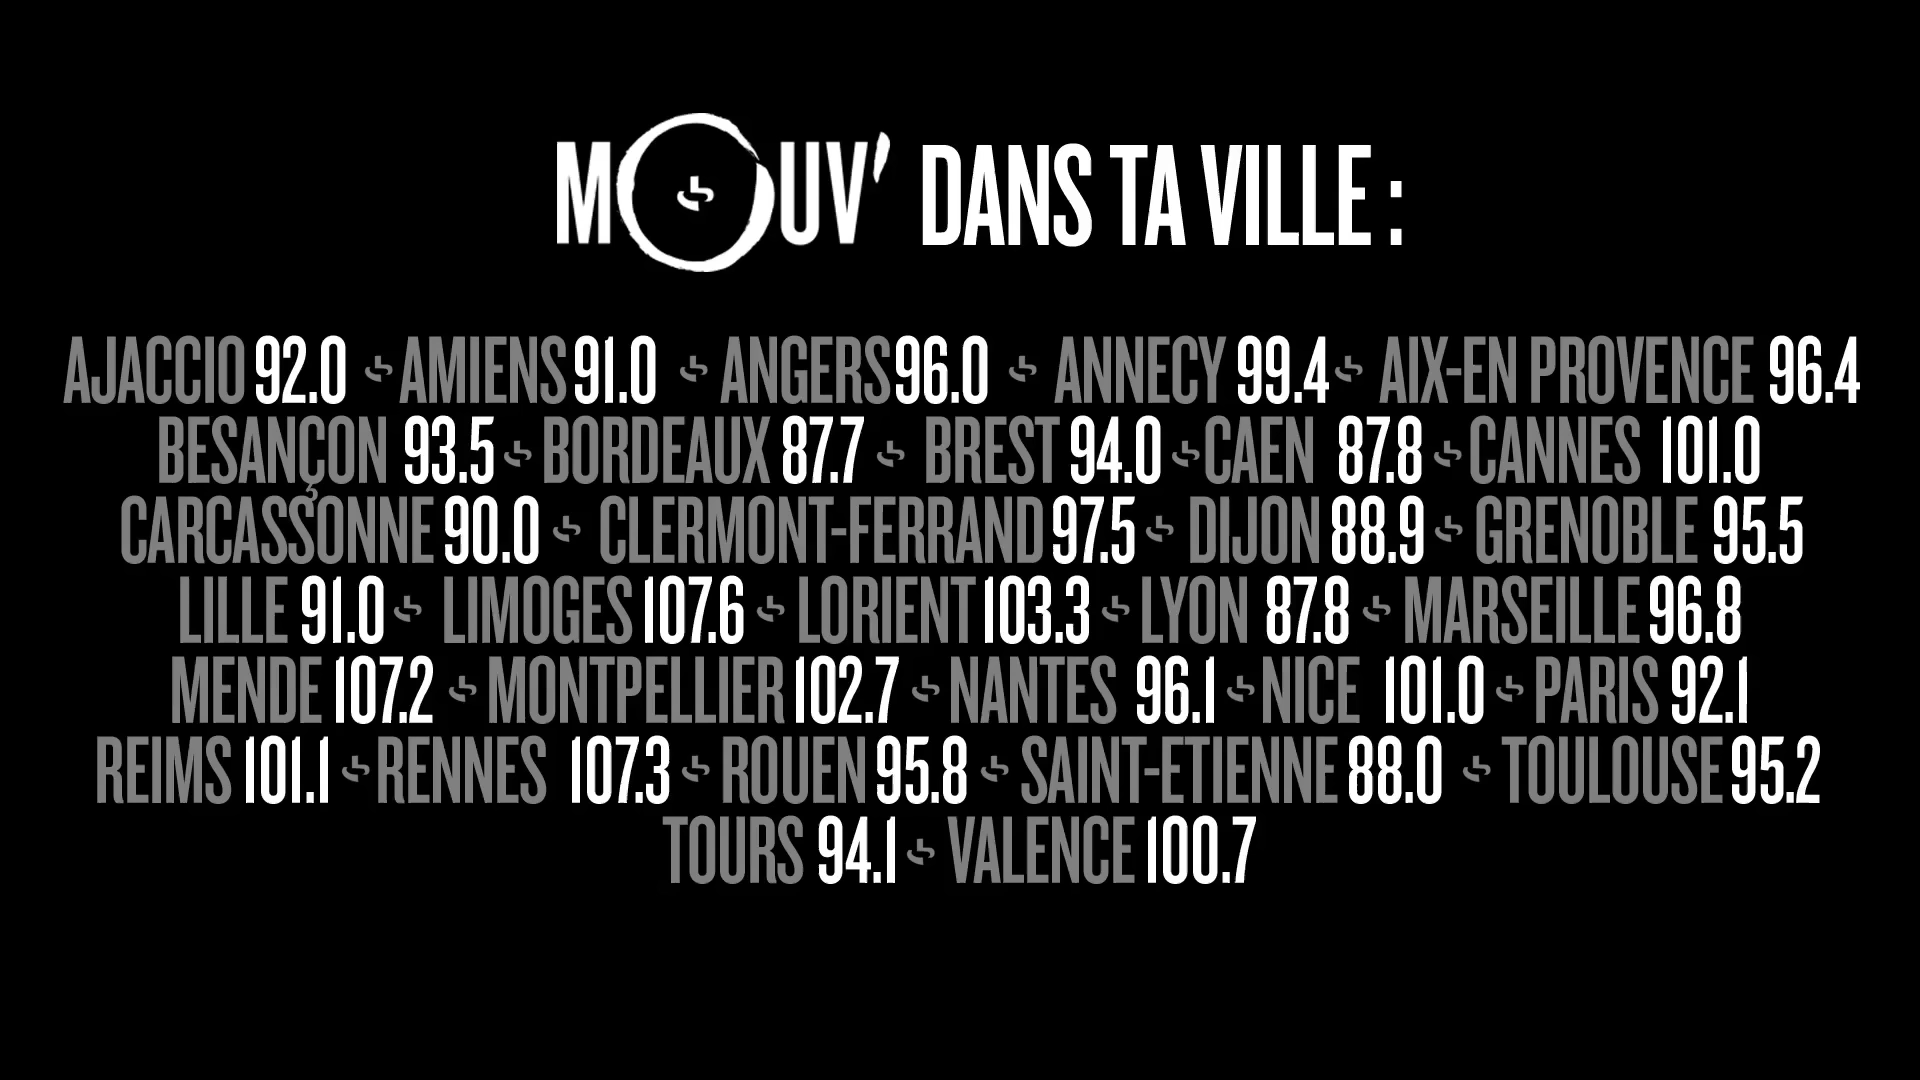 MOUV' DANS TA VILLE :
AJACCIO 92.0 AMIENS 91.0 ANGERS 96.0 ANNECY 99.4 AIX-EN PROVENCE 96.4
BESANÇON 93.5 BORDEAUX 87.7 BREST 94.0 CAEN 87.8 CANNES 101.0
CARCASSONNE 90.0 CLERMONT-FERRAND 97.5 DIJON 88.9 GRENOBLE 95.5
LILLE 91.0 LIMOGES 107.6 LORIENT 103.3 LYON 87.8 MARSEILLE 96.8
MENDE 107.2 MONTPELLIER 102.7 NANTES 96.1 NICE 101.0 PARIS 92.1
REIMS 101.1 RENNES 107.3 ROUEN 95.8 SAINT-ETIENNE 88.0 TOULOUSE 95.2
TOURS 94.1 VALENCE 100.7